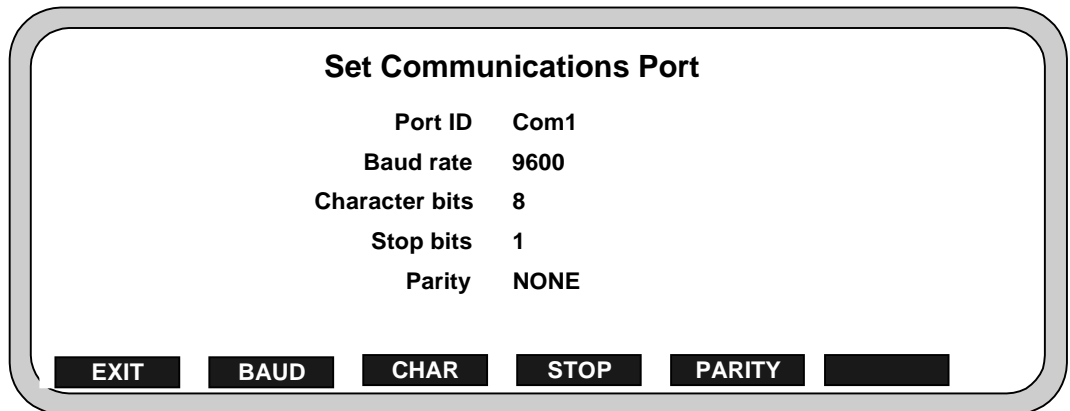 Set Communications Port
Port ID Com1
Baud rate 9600
Character bits 8
Stop bits 1
Parity NONE
EXIT BAUD CHAR STOP PARITY